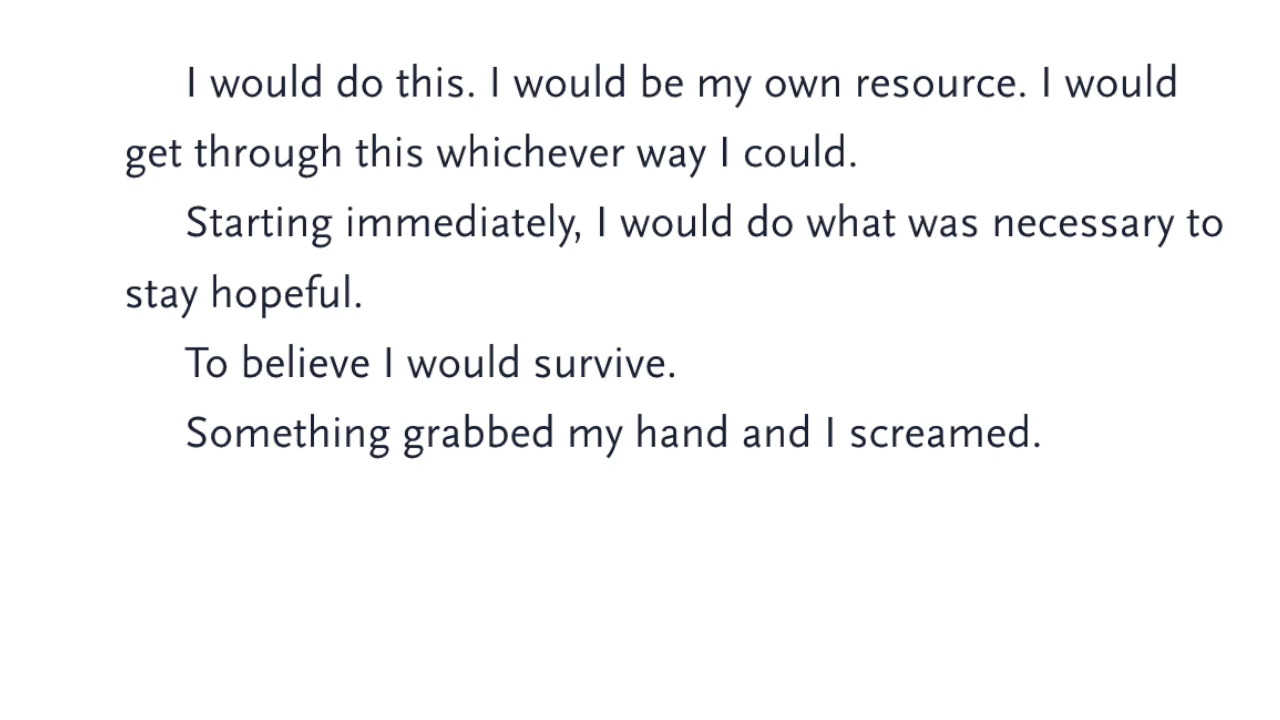 I would do this. I would be my own resource. I would
get through this whichever way I could.
Starting immediately, I would do what was necessary to
stay hopeful.
To believe I would survive.
Something grabbed my hand and I screamed.